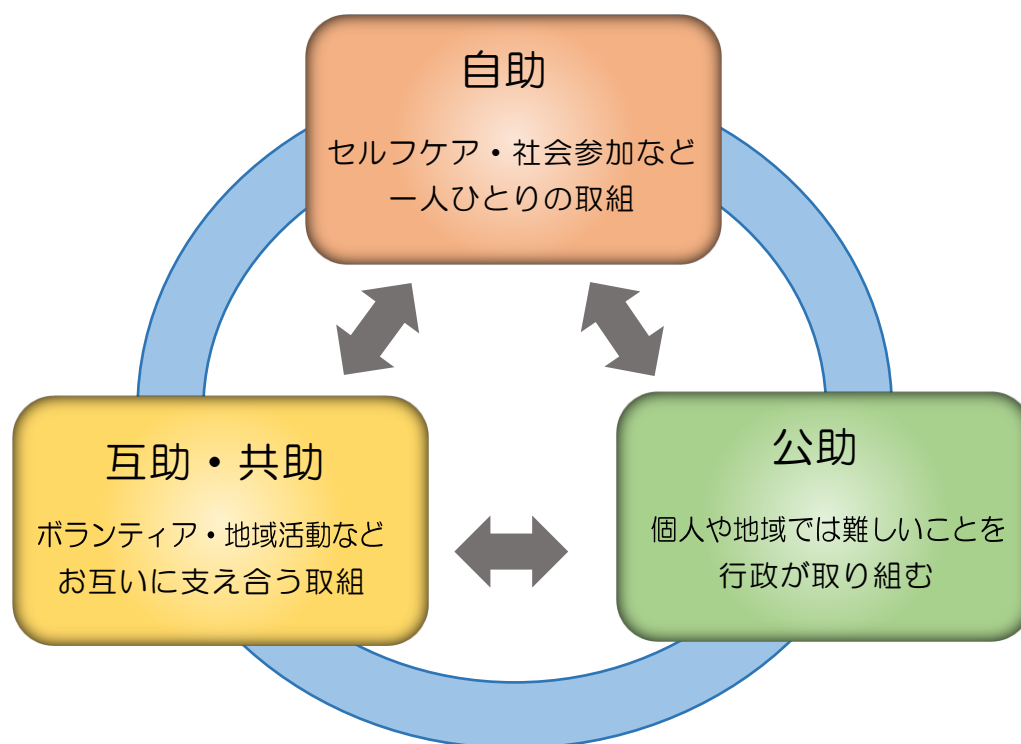 自助
セルフケア・社会参加など
一人ひとりの取組
互助・共助
ボランティア・地域活動など
お互いに支え合う取組
公助
個人や地域では難しいことを
行政が取り組む